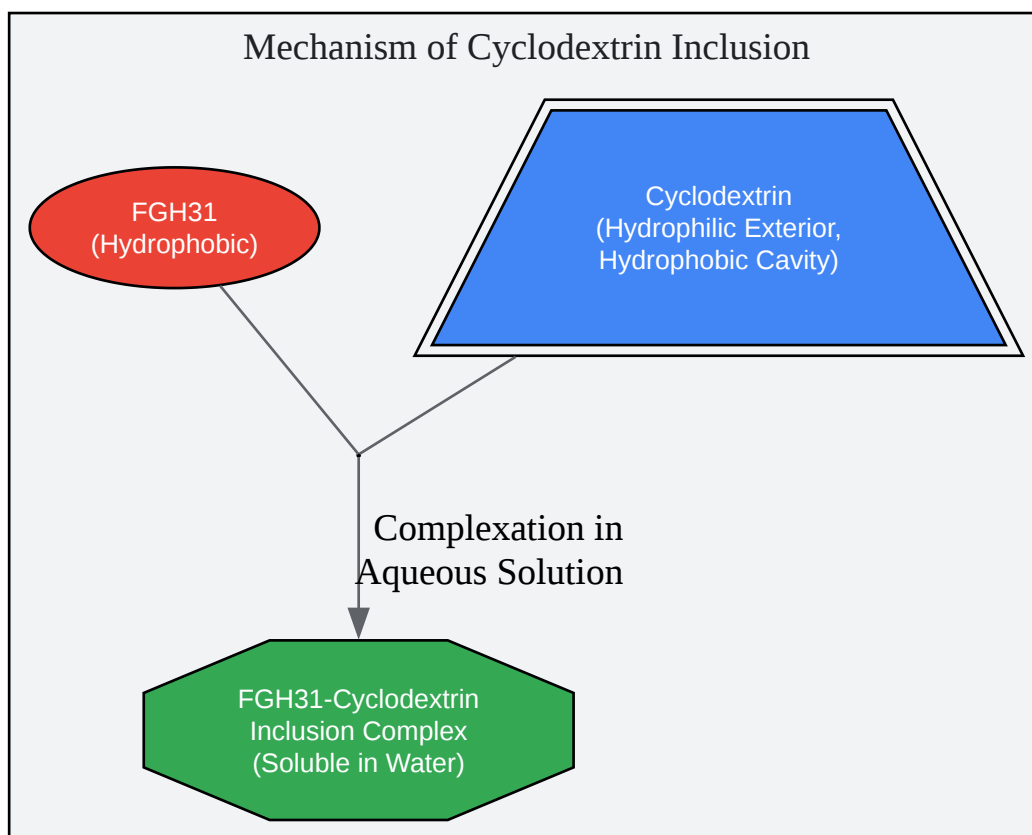 Mechanism of Cyclodextrin Inclusion
FGH31
(Hydrophobic)
Cyclodextrin
(Hydrophilic Exterior,
Hydrophobic Cavity)
Complexation in
Aqueous Solution
FGH31-Cyclodextrin
Inclusion Complex
(Soluble in Water)